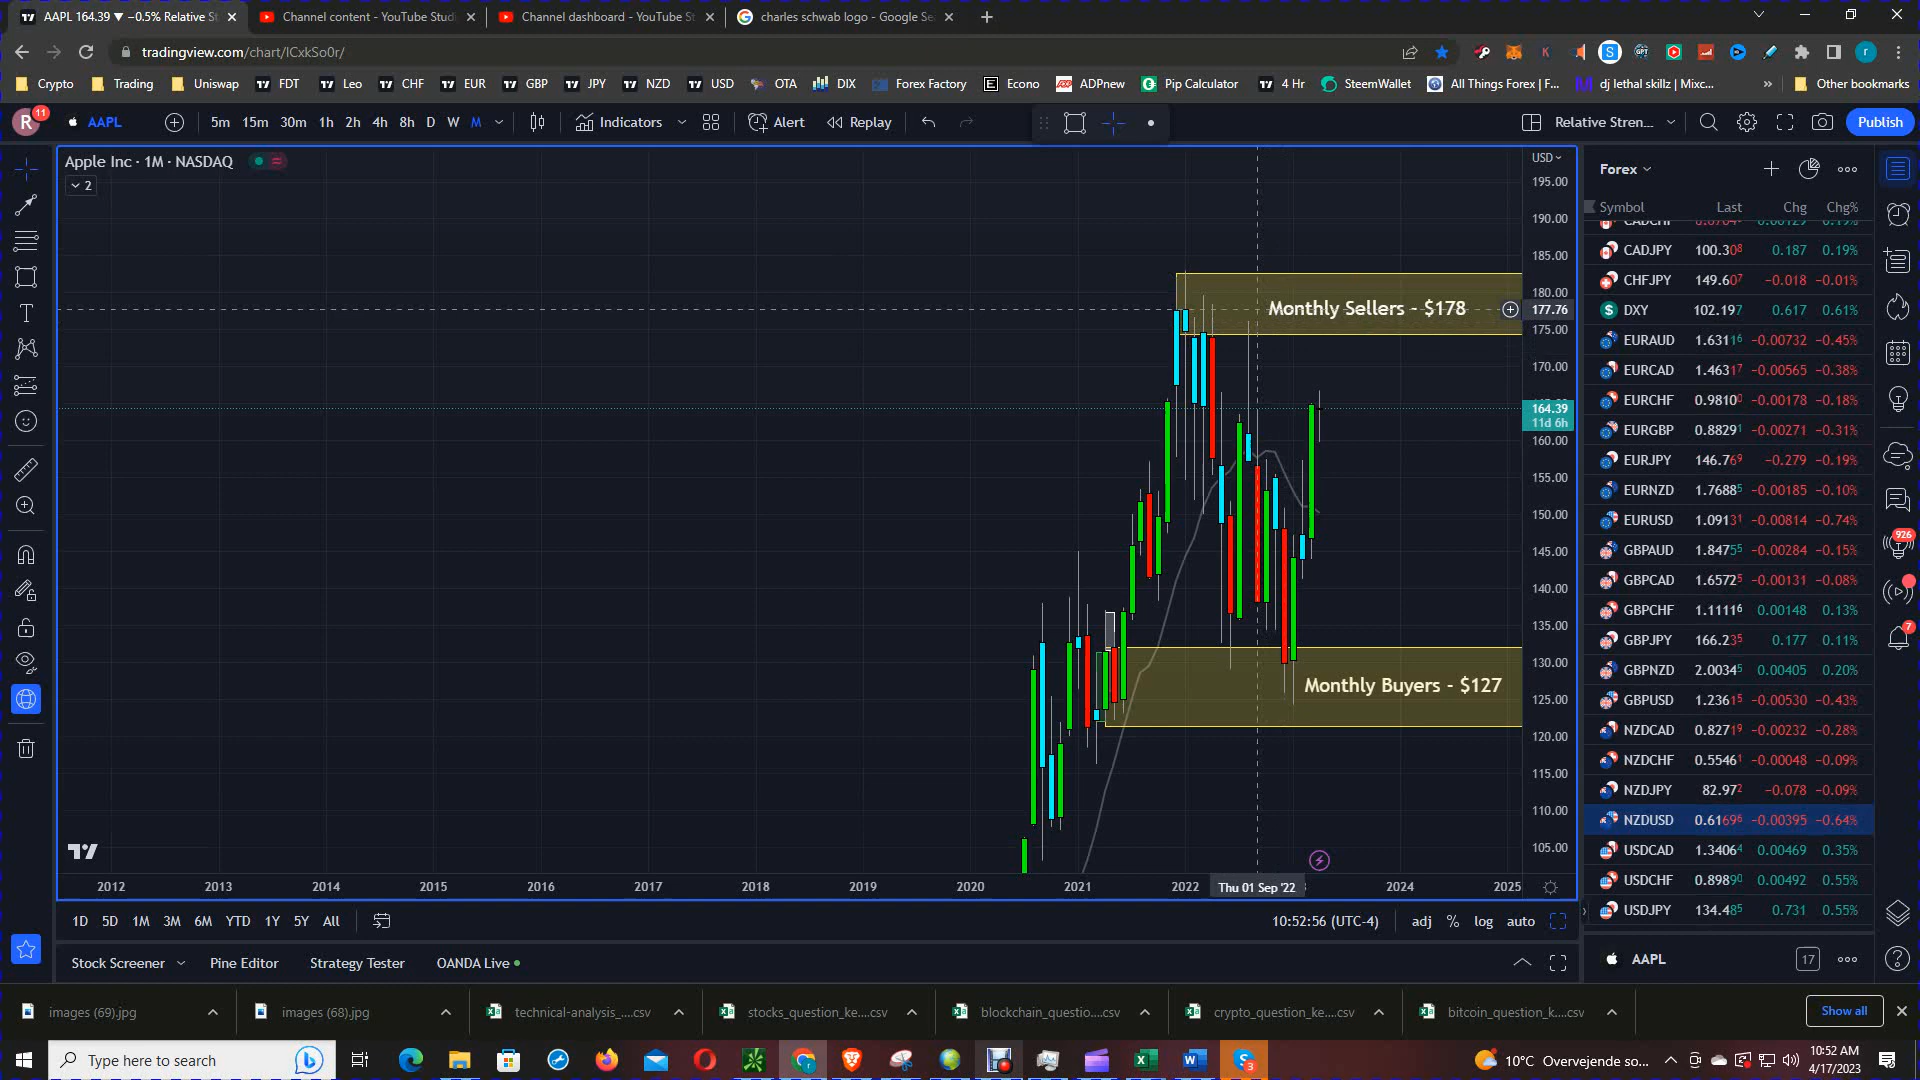 AAPL 164.39 ▼ −0.5% Relative St
Channel content - YouTube Studi
Channel dashboard - YouTube St
charles schwab logo - Google Se
tradingview.com/chart/lCxkSo0r/
Crypto Trading Uniswap FDT Leo CHF EUR GBP JPY NZD USD OTA DIX Forex Factory Econo ADPnew Pip Calculator 4 Hr SteemWallet All Things Forex | F... dj lethal skillz | Mixc... » Other bookmarks
R 11 AAPL 5m 15m 30m 1h 2h 4h 8h D W M Indicators Alert Replay Relative Stren... Publish
Apple Inc · 1M · NASDAQ
2
USD
195.00
190.00
185.00
180.00
177.76
175.00
170.00
164.39
11d 6h
160.00
155.00
150.00
145.00
140.00
135.00
130.00
125.00
120.00
115.00
110.00
105.00
Monthly Sellers - $178
Monthly Buyers - $127
2012 2013 2014 2015 2016 2017 2018 2019 2020 2021 2022 Thu 01 Sep '22 2024 2025
1D 5D 1M 3M 6M YTD 1Y 5Y All 10:52:56 (UTC-4) adj % log auto
Stock Screener Pine Editor Strategy Tester OANDA Live
Forex
Symbol Last Chg Chg%
CADJPY 100.308 0.187 0.19%
CHFJPY 149.607 −0.018 −0.01%
DXY 102.197 0.617 0.61%
EURAUD 1.63116 −0.00732 −0.45%
EURCAD 1.46317 −0.00565 −0.38%
EURCHF 0.98100 −0.00178 −0.18%
EURGBP 0.88291 −0.00271 −0.31%
EURJPY 146.769 −0.279 −0.19%
EURNZD 1.76885 −0.00185 −0.10%
EURUSD 1.09131 −0.00814 −0.74%
GBPAUD 1.84755 −0.00284 −0.15%
GBPCAD 1.65725 −0.00131 −0.08%
GBPCHF 1.11116 0.00148 0.13%
GBPJPY 166.235 0.177 0.11%
GBPNZD 2.00345 0.00405 0.20%
GBPUSD 1.23615 −0.00530 −0.43%
NZDCAD 0.82719 −0.00232 −0.28%
NZDCHF 0.55461 −0.00048 −0.09%
NZDJPY 82.972 −0.078 −0.09%
NZDUSD 0.61696 −0.00395 −0.64%
USDCAD 1.34064 0.00469 0.35%
USDCHF 0.89890 0.00492 0.55%
USDJPY 134.485 0.731 0.55%
AAPL 17
926
7
images (69).jpg images (68).jpg technical-analysis_....csv stocks_question_ke....csv blockchain_questio....csv crypto_question_ke....csv bitcoin_question_k....csv Show all
Type here to search
10°C Overvejende so...
10:52 AM
4/17/2023